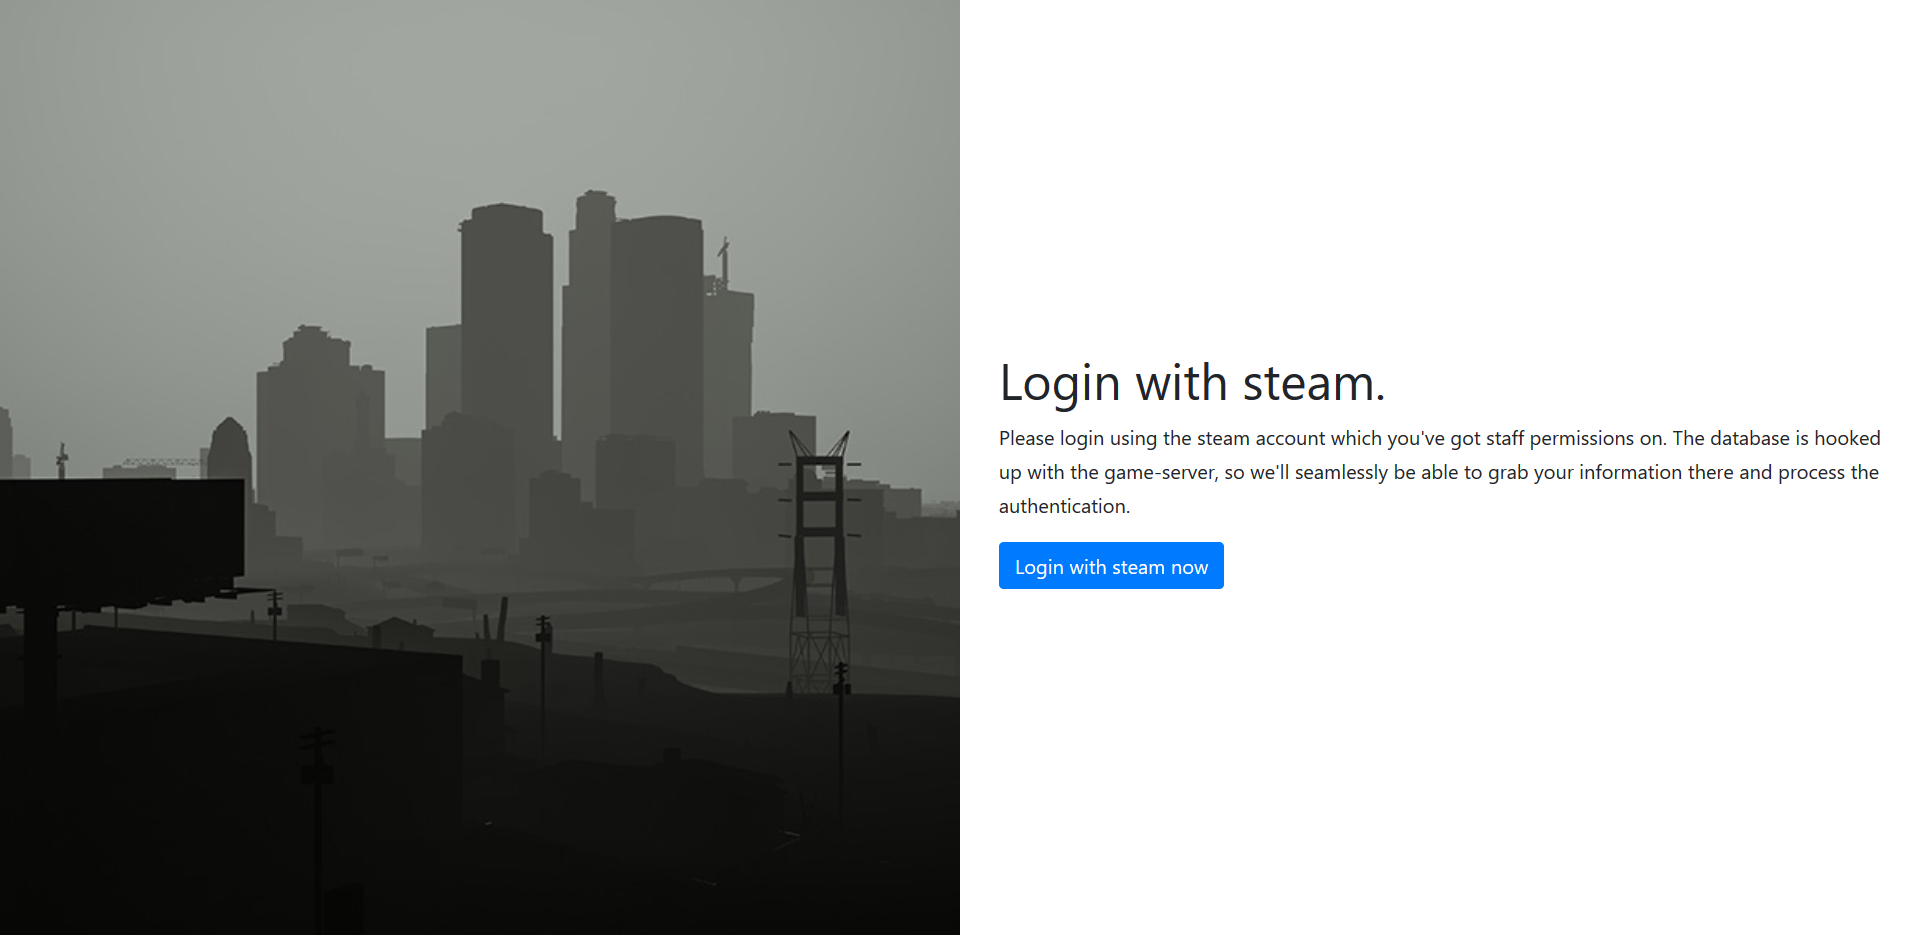 Login with steam.
Please login using the steam account which you've got staff permissions on. The database is hooked
up with the game-server, so we'll seamlessly be able to grab your information there and process the
authentication.
Login with steam now